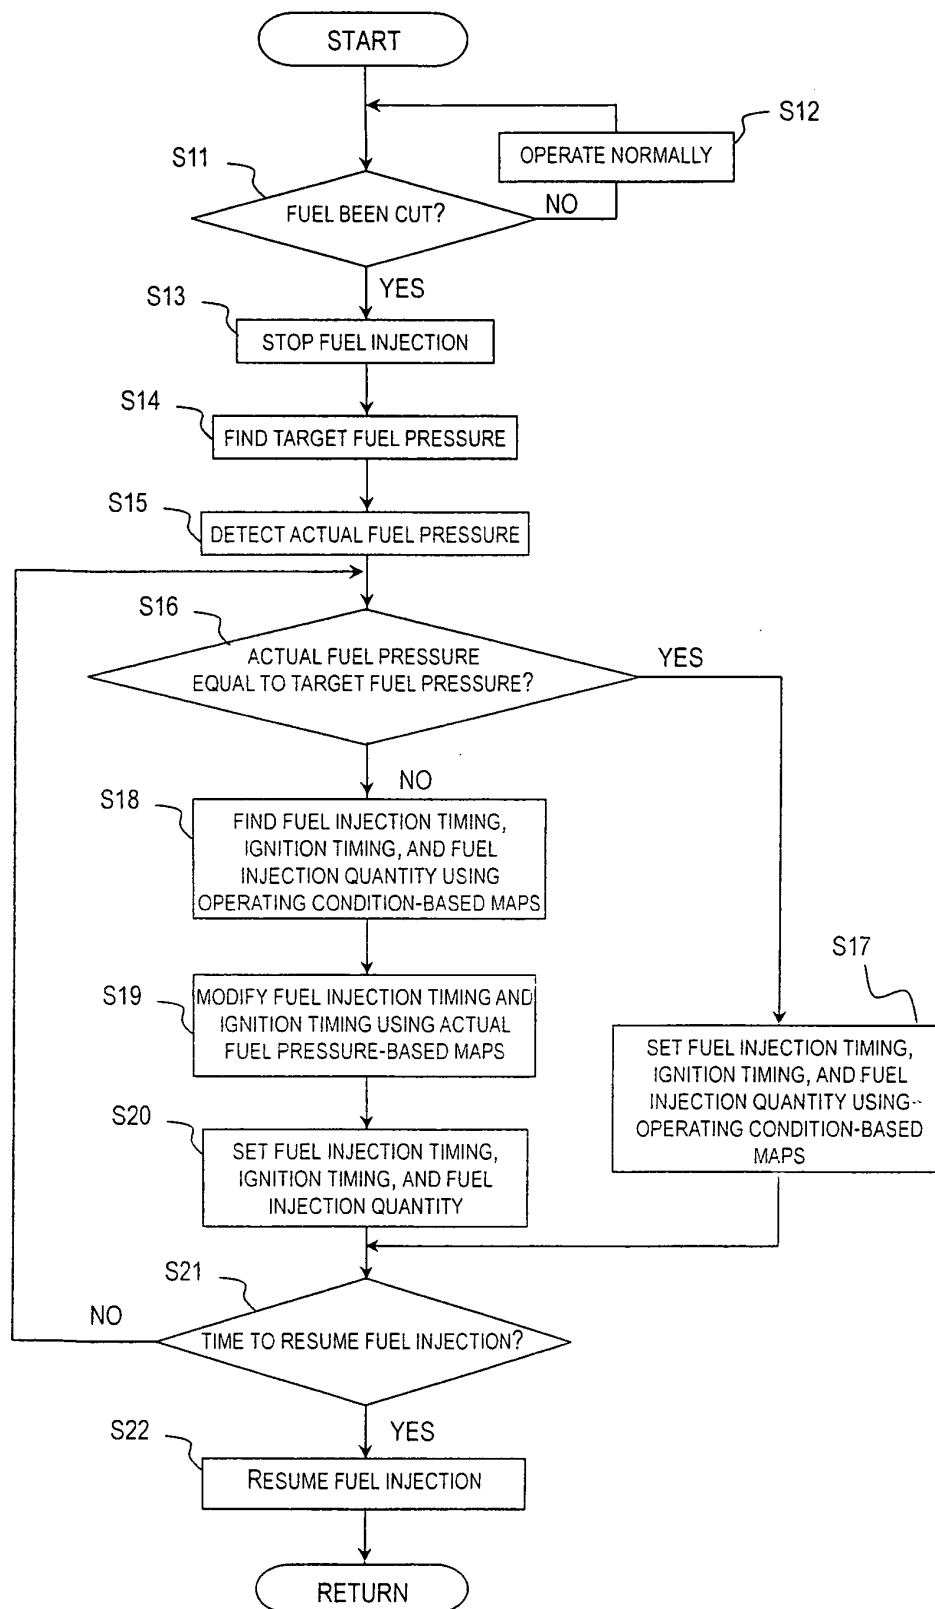 START
S12
OPERATE NORMALLY
S11
FUEL BEEN CUT?
NO
YES
S13
STOP FUEL INJECTION
S14
FIND TARGET FUEL PRESSURE
S15
DETECT ACTUAL FUEL PRESSURE
S16
ACTUAL FUEL PRESSURE
EQUAL TO TARGET FUEL PRESSURE?
YES
NO
S18
FIND FUEL INJECTION TIMING,
IGNITION TIMING, AND FUEL
INJECTION QUANTITY USING
OPERATING CONDITION-BASED MAPS
S17
SET FUEL INJECTION TIMING,
IGNITION TIMING, AND FUEL
INJECTION QUANTITY USING
OPERATING CONDITION-BASED
MAPS
S19
MODIFY FUEL INJECTION TIMING AND
IGNITION TIMING USING ACTUAL
FUEL PRESSURE-BASED MAPS
S20
SET FUEL INJECTION TIMING,
IGNITION TIMING, AND FUEL
INJECTION QUANTITY
S21
NO
TIME TO RESUME FUEL INJECTION?
YES
S22
RESUME FUEL INJECTION
RETURN